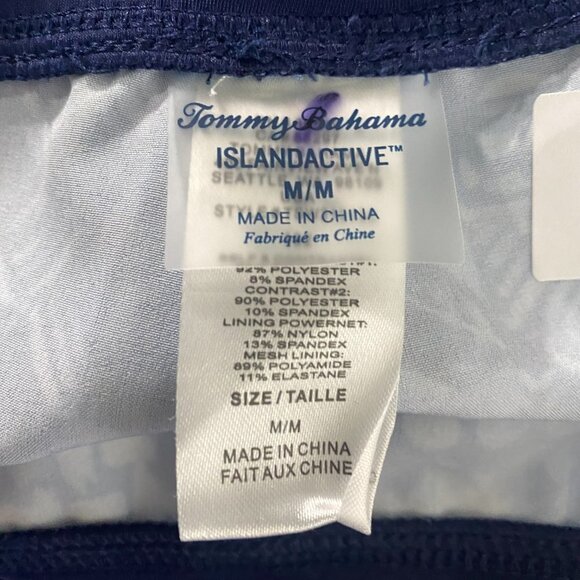 Tommy Bahama
ISLANDACTIVE™
SEATTLE
M/M
MADE IN CHINA
Fabriqué en Chine
92% POLYESTER
8% SPANDEX
CONTRAST#2:
90% POLYESTER
10% SPANDEX
LINING POWERNET:
87% NYLON
13% SPANDEX
MESH LINING:
89% POLYAMIDE
11% ELASTANE
SIZE / TAILLE
M/M
MADE IN CHINA
FAIT AUX CHINE